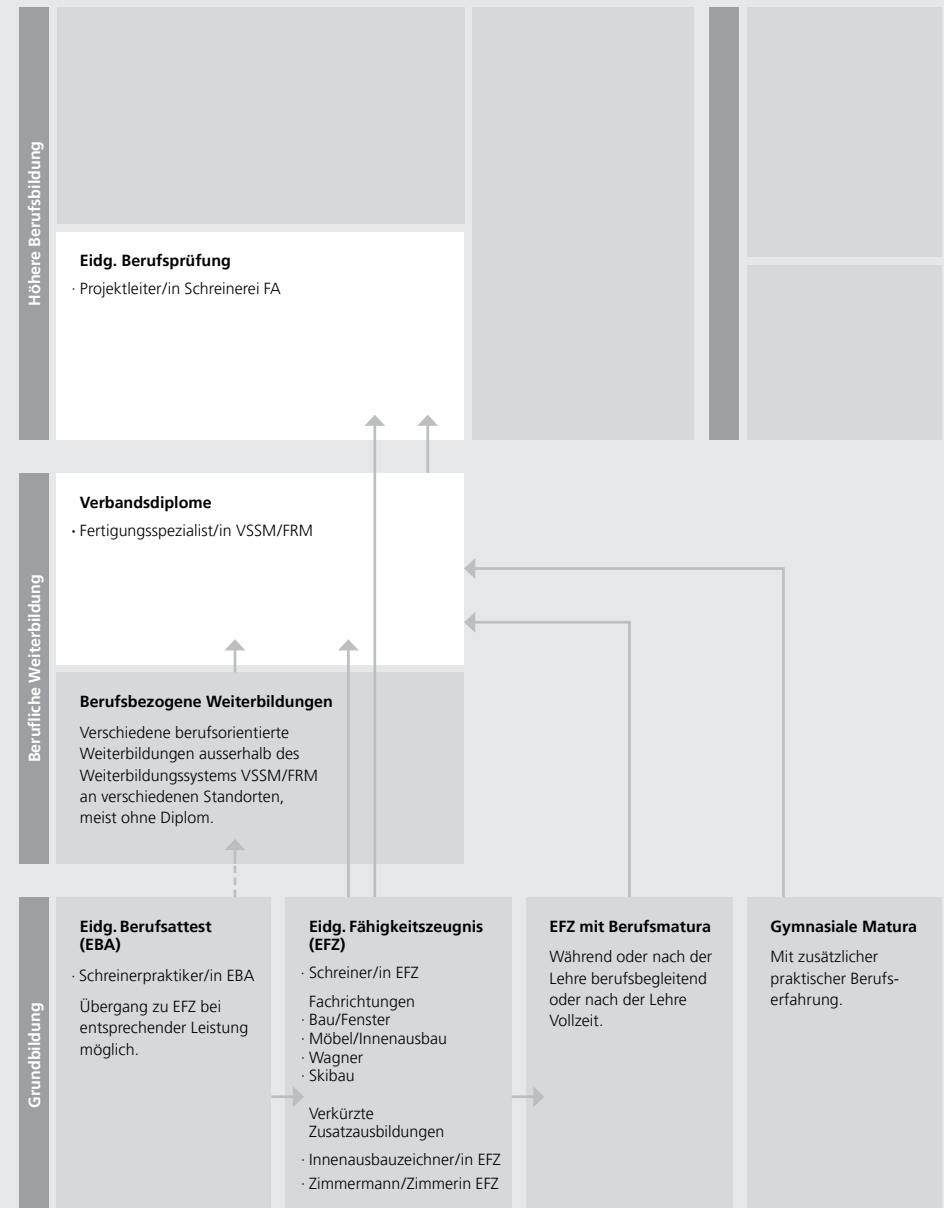 Höhere Berufsbildung
Eidg. Berufsprüfung
· Projektleiter/in Schreinerei FA
Berufliche Weiterbildung
Verbandsdiplome
· Fertigungsspezialist/in VSSM/FRM
Berufsbezogene Weiterbildungen
Verschiedene berufsorientierte
Weiterbildungen ausserhalb des
Weiterbildungssystems VSSM/FRM
an verschiedenen Standorten,
meist ohne Diplom.
Grundbildung
Eidg. Berufsattest
(EBA)
· Schreinerpraktiker/in EBA
Übergang zu EFZ bei
entsprechender Leistung
möglich.
Eidg. Fähigkeitszeugnis
(EFZ)
· Schreiner/in EFZ
Fachrichtungen
· Bau/Fenster
· Möbel/Innenausbau
· Wagner
· Skibau
Verkürzte
Zusatzausbildungen
· Innenausbauzeichner/in EFZ
· Zimmermann/Zimmerin EFZ
EFZ mit Berufsmatura
Während oder nach der
Lehre berufsbegleitend
oder nach der Lehre
Vollzeit.
Gymnasiale Matura
Mit zusätzlicher
praktischer Berufs-
erfahrung.